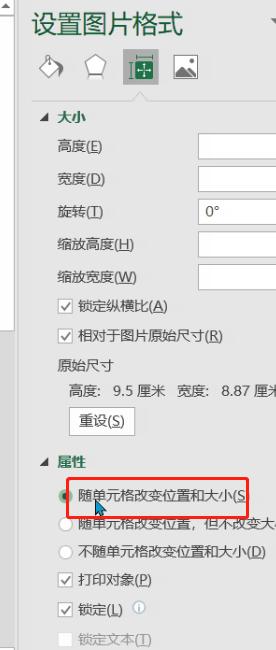 设置图片格式
大小
高度(E)
宽度(D)
旋转(T) 0°
缩放高度(H)
缩放宽度(W)
锁定纵横比(A)
相对于图片原始尺寸(R)
原始尺寸
高度: 9.5 厘米 宽度: 8.87 厘米
重设(S)
属性
随单元格改变位置和大小(S
随单元格改变位置，但不改变大
不随单元格改变位置和大小(D)
打印对象(P)
锁定(L)
锁定文本(T)